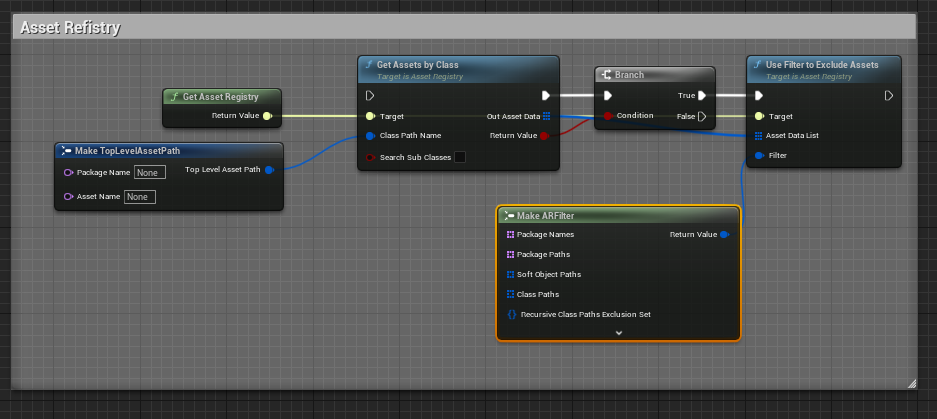 Asset Refistry
f Get Assets by Class
Target is Asset Registry
Target
Out Asset Data
Class Path Name
Return Value
Search Sub Classes
Branch
True
Condition
False
f Use Filter to Exclude Assets
Target is Asset Registry
Target
Asset Data List
Filter
f Get Asset Registry
Return Value
Make TopLevelAssetPath
Package Name None
Top Level Asset Path
Asset Name None
Make ARFilter
Package Names
Return Value
Package Paths
Soft Object Paths
Class Paths
Recursive Class Paths Exclusion Set